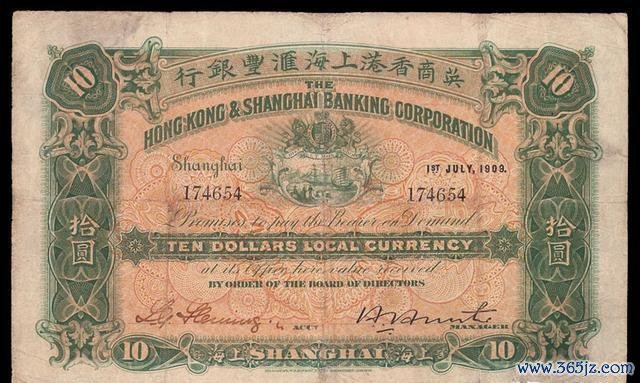 行銀豐滙海上港香商英
10 10
THE
HONG-KONG & SHANGHAI BANKING CORPORATION
Shanghai 1ST JULY, 1909.
174654 174654
Promises to pay the Bearer on Demand
拾圓 TEN DOLLARS LOCAL CURRENCY 拾圓
at its Office here value received
BY ORDER OF THE BOARD OF DIRECTORS
ACCT MANAGER
10 海上 SHANGHAI 海上 10
www.365jz.com